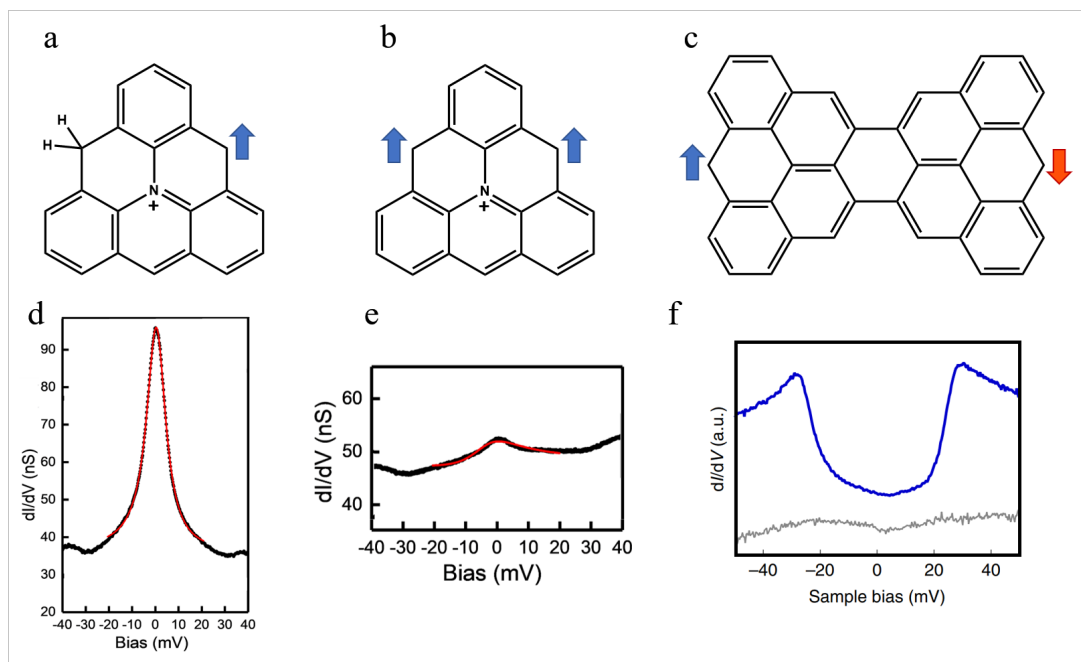 a
b
c
H
H
N
+
N
+
d
e
f
90
80
70
60
50
40
30
20
dI/dV (nS)
-40 -30 -20 -10 0 10 20 30 40
Bias (mV)
60
50
40
dI/dV (nS)
-40 -30 -20 -10 0 10 20 30 40
Bias (mV)
dI/dV (a.u.)
–40 –20 0 20 40
Sample bias (mV)